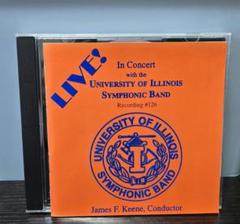 LIVE!
In Concert
with the
UNIVERSITY OF ILLINOIS
SYMPHONIC BAND
Recording #126
UNIVERSITY OF ILLINOIS
SYMPHONIC BAND
James F. Keene, Conductor